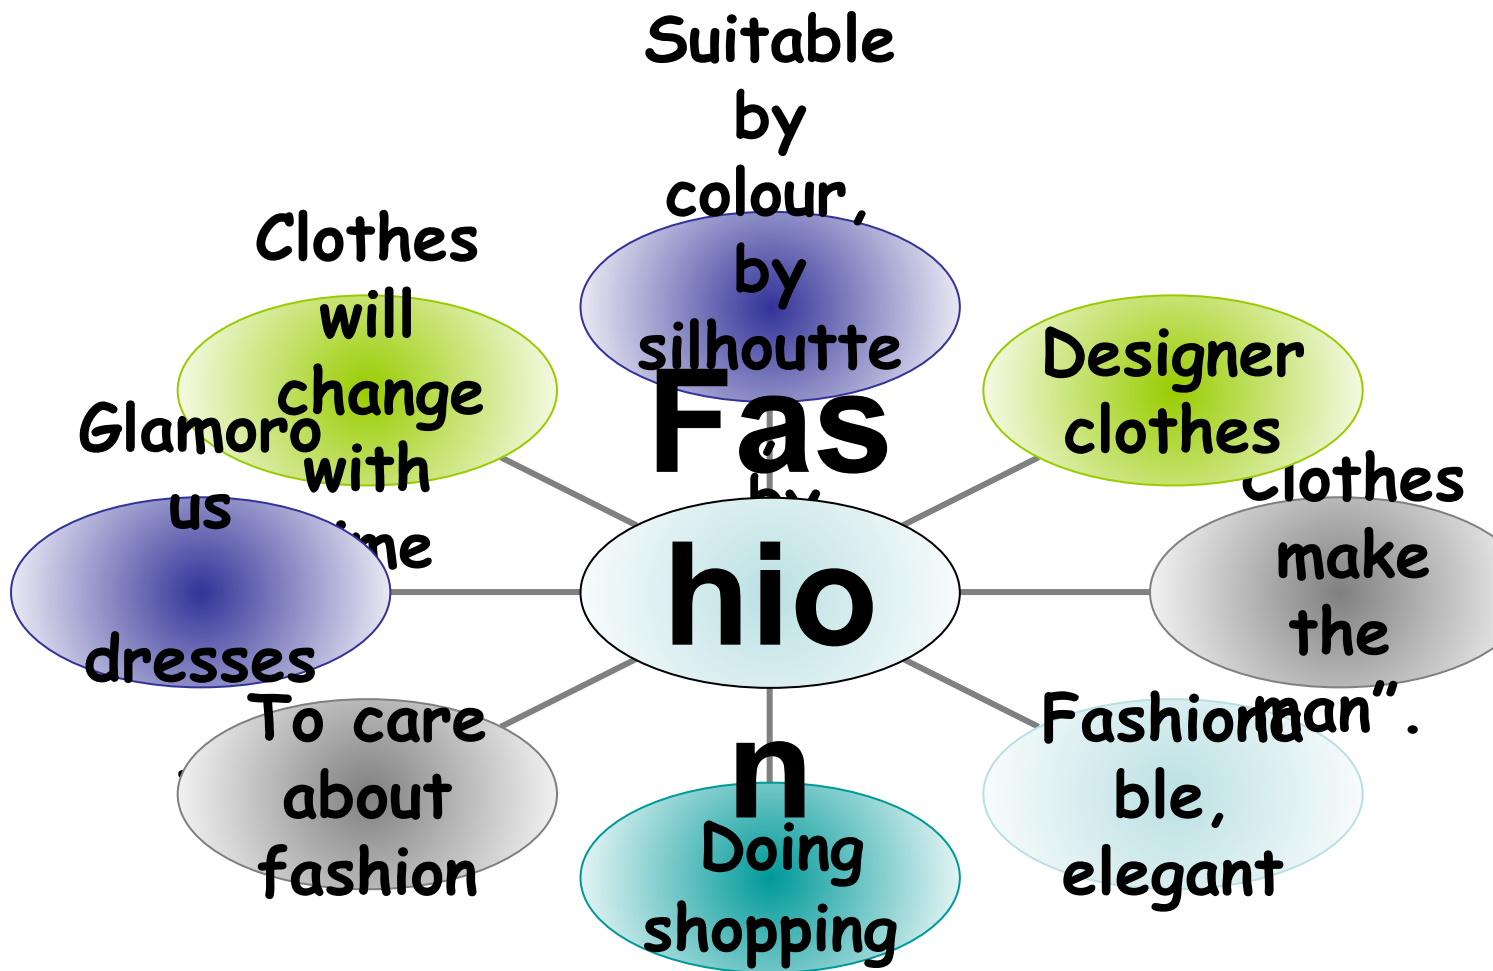 Suitable
by
colour,
by
silhoutte
,
by
Clothes
will
change
with
Designer
clothes
Fas
hio
n
Glamoro
us
dresses
Clothes
make
the
man”.
To care
about
fashion
Doing
shopping
Fashiona
ble,
elegant